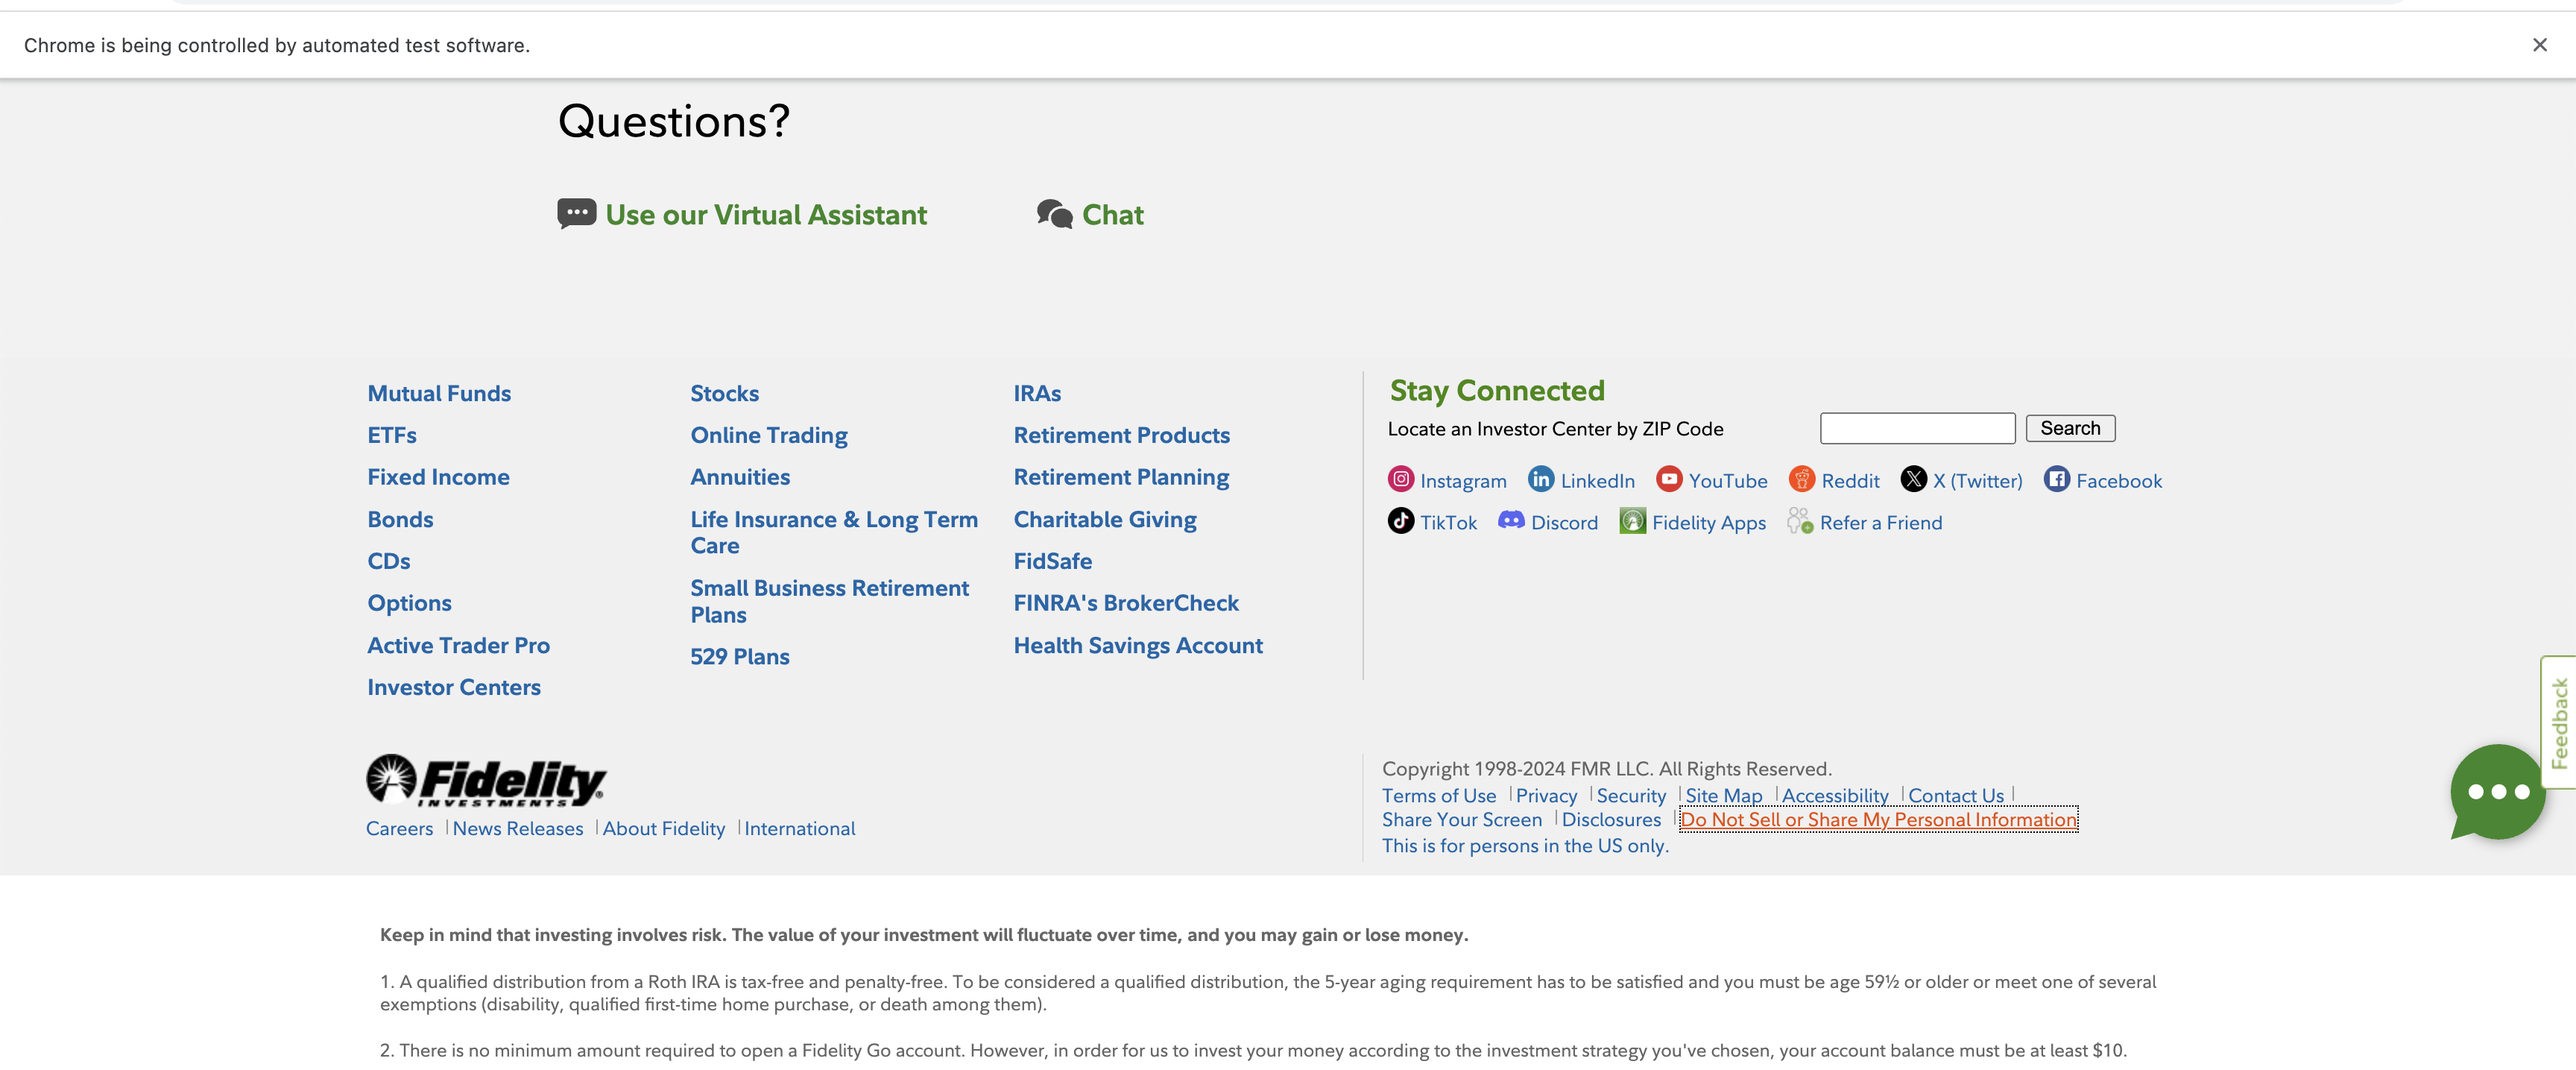 Chrome is being controlled by automated test software.
Questions?
Use our Virtual Assistant
Chat
Mutual Funds
ETFs
Fixed Income
Bonds
CDs
Options
Active Trader Pro
Investor Centers
Stocks
Online Trading
Annuities
Life Insurance & Long Term
Care
Small Business Retirement
Plans
529 Plans
IRAs
Retirement Products
Retirement Planning
Charitable Giving
FidSafe
FINRA's BrokerCheck
Health Savings Account
Stay Connected
Locate an Investor Center by ZIP Code Search
Instagram LinkedIn YouTube Reddit X (Twitter) Facebook
TikTok Discord Fidelity Apps Refer a Friend
Feedback
Fidelity
INVESTMENTS®
Careers | News Releases | About Fidelity | International
Copyright 1998-2024 FMR LLC. All Rights Reserved.
Terms of Use | Privacy | Security | Site Map | Accessibility | Contact Us |
Share Your Screen | Disclosures | Do Not Sell or Share My Personal Information
This is for persons in the US only.
Keep in mind that investing involves risk. The value of your investment will fluctuate over time, and you may gain or lose money.
1. A qualified distribution from a Roth IRA is tax-free and penalty-free. To be considered a qualified distribution, the 5-year aging requirement has to be satisfied and you must be age 59½ or older or meet one of several
exemptions (disability, qualified first-time home purchase, or death among them).
2. There is no minimum amount required to open a Fidelity Go account. However, in order for us to invest your money according to the investment strategy you've chosen, your account balance must be at least $10.